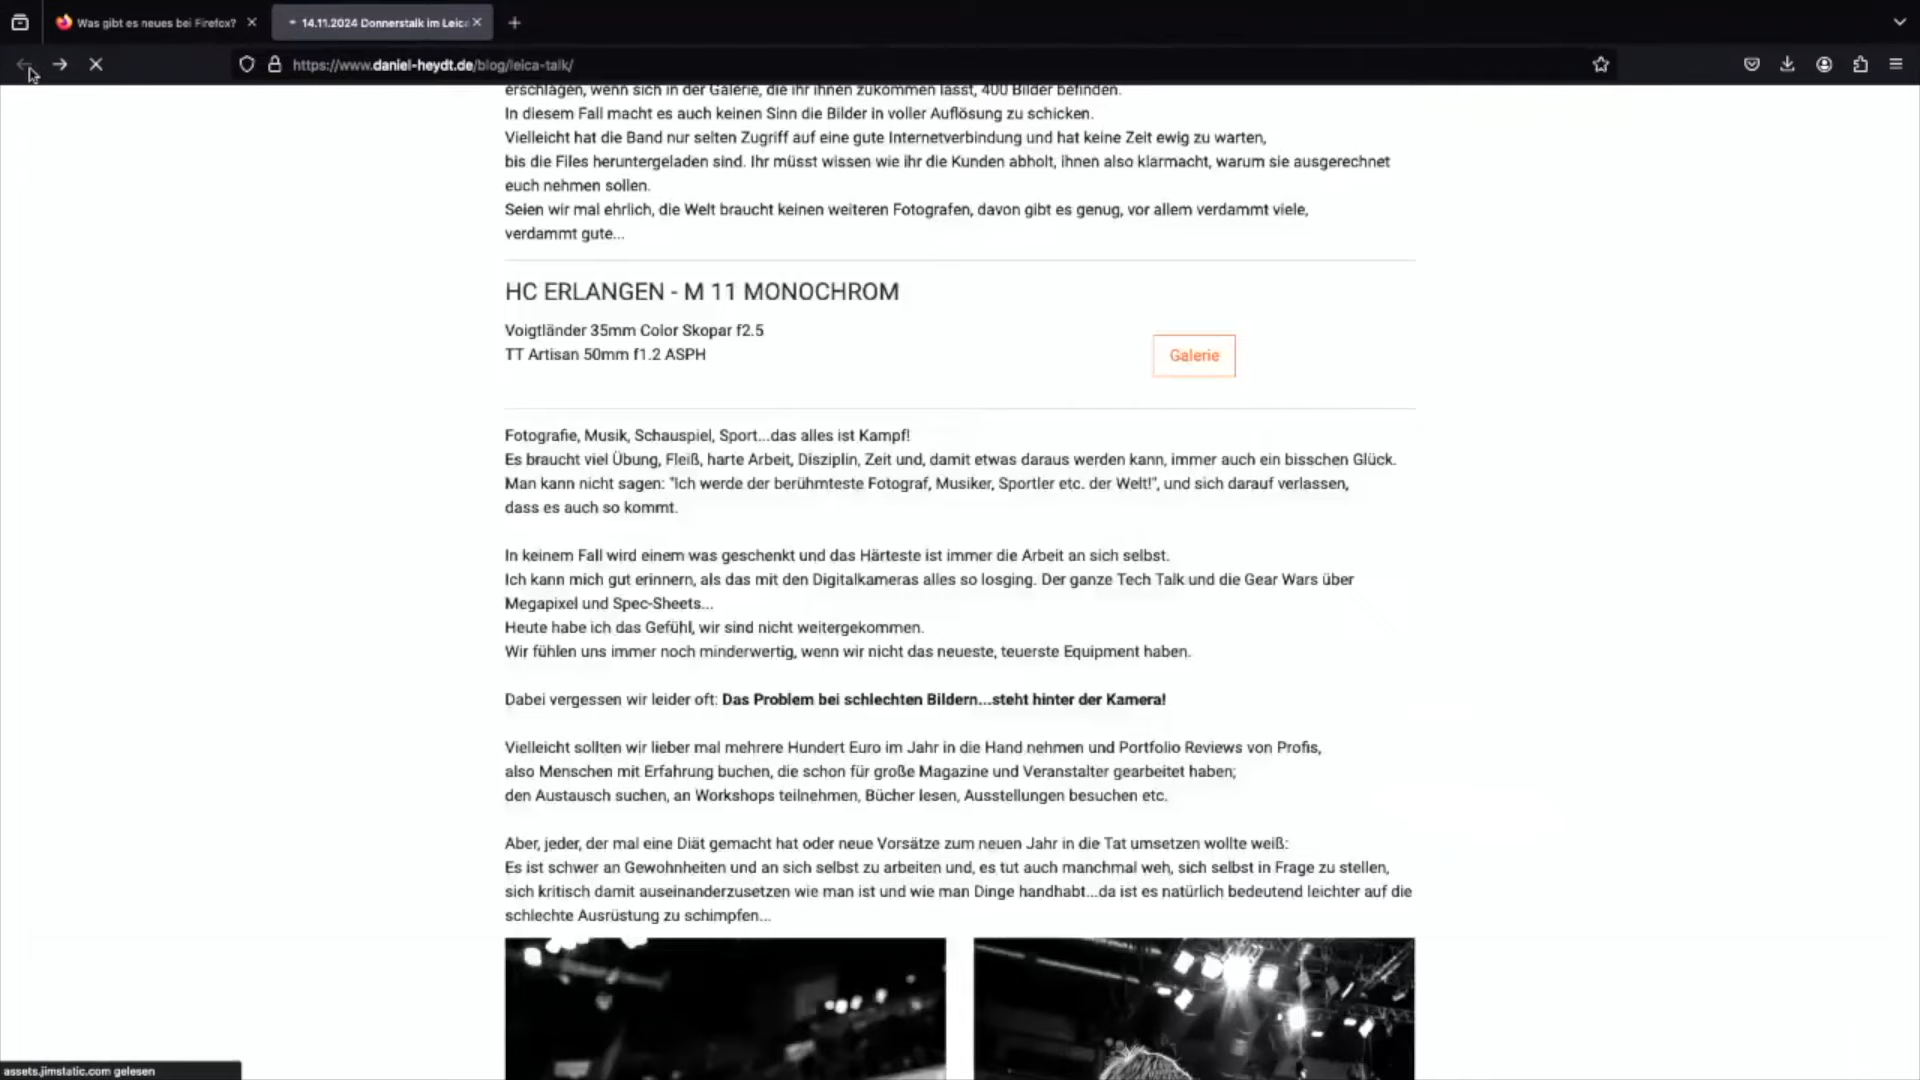 Was gibt es neues bei Firefox?
14.11.2024 Donnerstalk im Leic
https://www.daniel-heydt.de/blog/leica-talk/
erschlagen, wenn sich in der Galerie, die ihr ihnen zukommen lasst, 400 Bilder befinden.
In diesem Fall macht es auch keinen Sinn die Bilder in voller Auflösung zu schicken.
Vielleicht hat die Band nur selten Zugriff auf eine gute Internetverbindung und hat keine Zeit ewig zu warten,
bis die Files heruntergeladen sind. Ihr müsst wissen wie ihr die Kunden abholt, ihnen also klarmacht, warum sie ausgerechnet
euch nehmen sollen.
Seien wir mal ehrlich, die Welt braucht keinen weiteren Fotografen, davon gibt es genug, vor allem verdammt viele,
verdammt gute...
HC ERLANGEN - M 11 MONOCHROM
Voigtländer 35mm Color Skopar f2.5
TT Artisan 50mm f1.2 ASPH
Galerie
Fotografie, Musik, Schauspiel, Sport...das alles ist Kampf!
Es braucht viel Übung, Fleiß, harte Arbeit, Disziplin, Zeit und, damit etwas daraus werden kann, immer auch ein bisschen Glück.
Man kann nicht sagen: "Ich werde der berühmteste Fotograf, Musiker, Sportler etc. der Welt!", und sich darauf verlassen,
dass es auch so kommt.
In keinem Fall wird einem was geschenkt und das Härteste ist immer die Arbeit an sich selbst.
Ich kann mich gut erinnern, als das mit den Digitalkameras alles so losging. Der ganze Tech Talk und die Gear Wars über
Megapixel und Spec-Sheets...
Heute habe ich das Gefühl, wir sind nicht weitergekommen.
Wir fühlen uns immer noch minderwertig, wenn wir nicht das neueste, teuerste Equipment haben.
Dabei vergessen wir leider oft: Das Problem bei schlechten Bildern...steht hinter der Kamera!
Vielleicht sollten wir lieber mal mehrere Hundert Euro im Jahr in die Hand nehmen und Portfolio Reviews von Profis,
also Menschen mit Erfahrung buchen, die schon für große Magazine und Veranstalter gearbeitet haben;
den Austausch suchen, an Workshops teilnehmen, Bücher lesen, Ausstellungen besuchen etc.
Aber, jeder, der mal eine Diät gemacht hat oder neue Vorsätze zum neuen Jahr in die Tat umsetzen wollte weiß:
Es ist schwer an Gewohnheiten und an sich selbst zu arbeiten und, es tut auch manchmal weh, sich selbst in Frage zu stellen,
sich kritisch damit auseinanderzusetzen wie man ist und wie man Dinge handhabt...da ist es natürlich bedeutend leichter auf die
schlechte Ausrüstung zu schimpfen...
assets.jimstatic.com gelesen